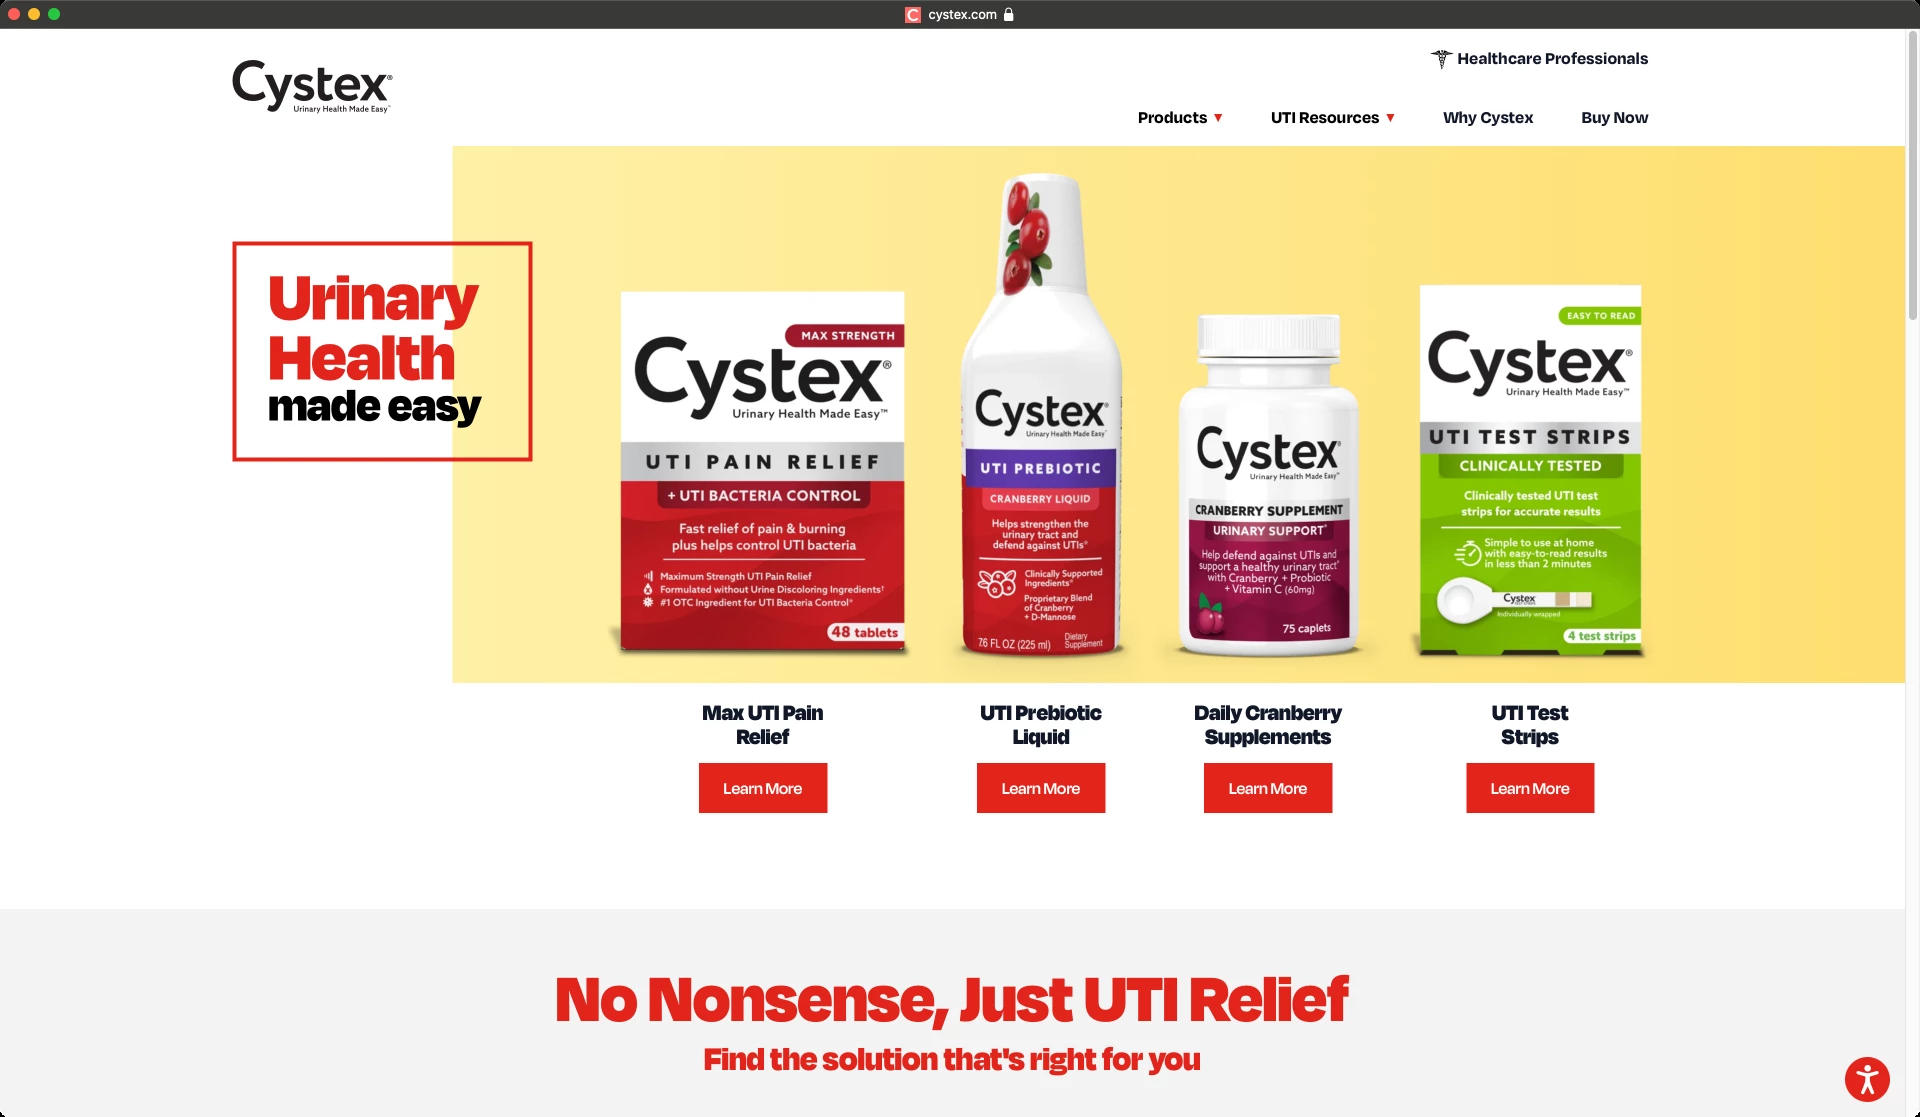 cystex.com
Cystex®
Urinary Health Made Easy™
Healthcare Professionals
Products
UTI Resources
Why Cystex
Buy Now
Urinary
Health
made easy
MAX STRENGTH
Cystex®
Urinary Health Made Easy™
UTI PAIN RELIEF
+ UTI BACTERIA CONTROL
Fast relief of pain & burning
plus helps control UTI bacteria
Maximum Strength UTI Pain Relief
Formulated without Urine Discoloring Ingredients†
#1 OTC Ingredient for UTI Bacteria Control*
48 tablets
Cystex®
Urinary Health Made Easy™
UTI PREBIOTIC
CRANBERRY LIQUID
Helps strengthen the
urinary tract and
defend against UTIs*
Clinically Supported
Ingredients*
Proprietary Blend
of Cranberry
+ D-Mannose
7.6 FL OZ (225 ml)
Dietary
Supplement
Cystex®
Urinary Health Made Easy™
CRANBERRY SUPPLEMENT
URINARY SUPPORT*
Help defend against UTIs and
support a healthy urinary tract*
with Cranberry + Probiotic
+ Vitamin C (60mg)
75 caplets
EASY TO READ
Cystex®
Urinary Health Made Easy™
UTI TEST STRIPS
CLINICALLY TESTED
Clinically tested UTI test
strips for accurate results
Simple to use at home
with easy-to-read results
in less than 2 minutes
Cystex
Individually wrapped
4 test strips
Max UTI Pain
Relief
Learn More
UTI Prebiotic
Liquid
Learn More
Daily Cranberry
Supplements
Learn More
UTI Test
Strips
Learn More
No Nonsense, Just UTI Relief
Find the solution that's right for you